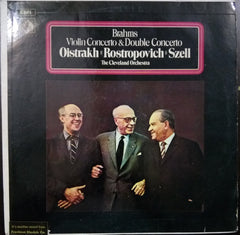 Brahms
Violin Concerto & Double Concerto
Oistrakh · Rostropovich · Szell
The Cleveland Orchestra